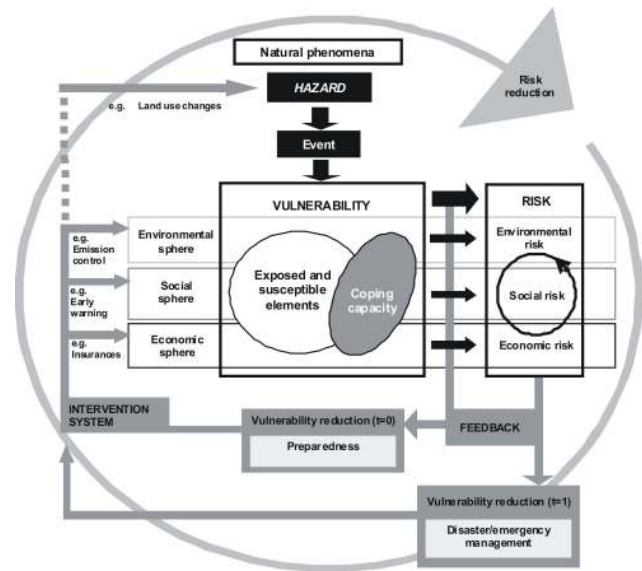 Natural phenomena
HAZARD
Risk
reduction
e.g. Land use changes
Event
VULNERABILITY
RISK
e.g.
Emission
control
Environmental
sphere
Environmental
risk
Exposed and
susceptible
elements
Coping
capacity
e.g.
Early
warning
Social
sphere
Social risk
e.g.
Insurances
Economic
sphere
Economic risk
INTERVENTION
SYSTEM
Vulnerability reduction (t=0)
Preparedness
FEEDBACK
Vulnerability reduction (t=1)
Disaster/emergency
management